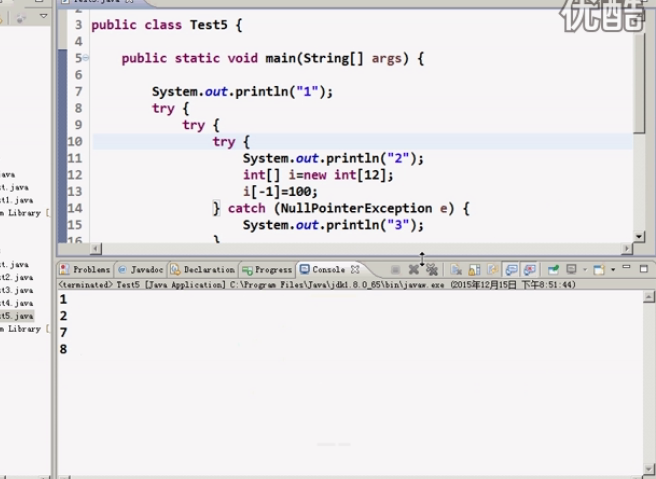 优酷
3 public class Test5 {
4
5 public static void main(String[] args) {
6
7 System.out.println("1");
8 try {
9 try {
10 try {
11 System.out.println("2");
12 int[] i=new int[12];
13 i[-1]=100;
14 } catch (NullPointerException e) {
15 System.out.println("3");
16 }
ava
t.java
t1.java
m Library [
t.java
t2.java
t3.java
t4.java
t5.java
m Library [
Problems @ Javadoc Declaration Progress Console
<terminated> Test5 [Java Application] C:\Program Files\Java\jdk1.8.0_65\bin\javaw.exe (2015年12月15日 下午8:51:44)
1
2
7
8